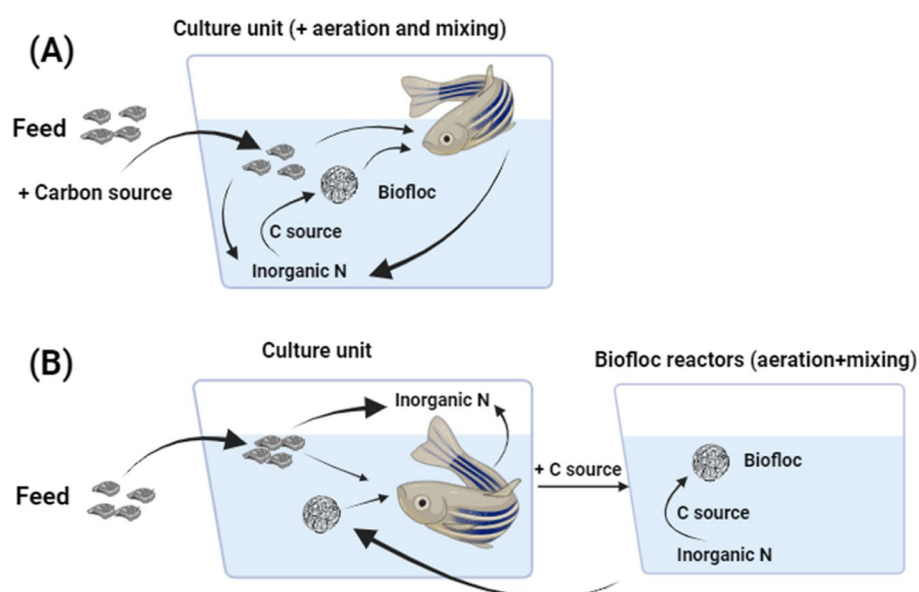 (A)
Culture unit (+ aeration and mixing)
Feed
+ Carbon source
Biofloc
C source
Inorganic N
(B)
Culture unit
Biofloc reactors (aeration+mixing)
Inorganic N
Feed
+ C source
Biofloc
C source
Inorganic N